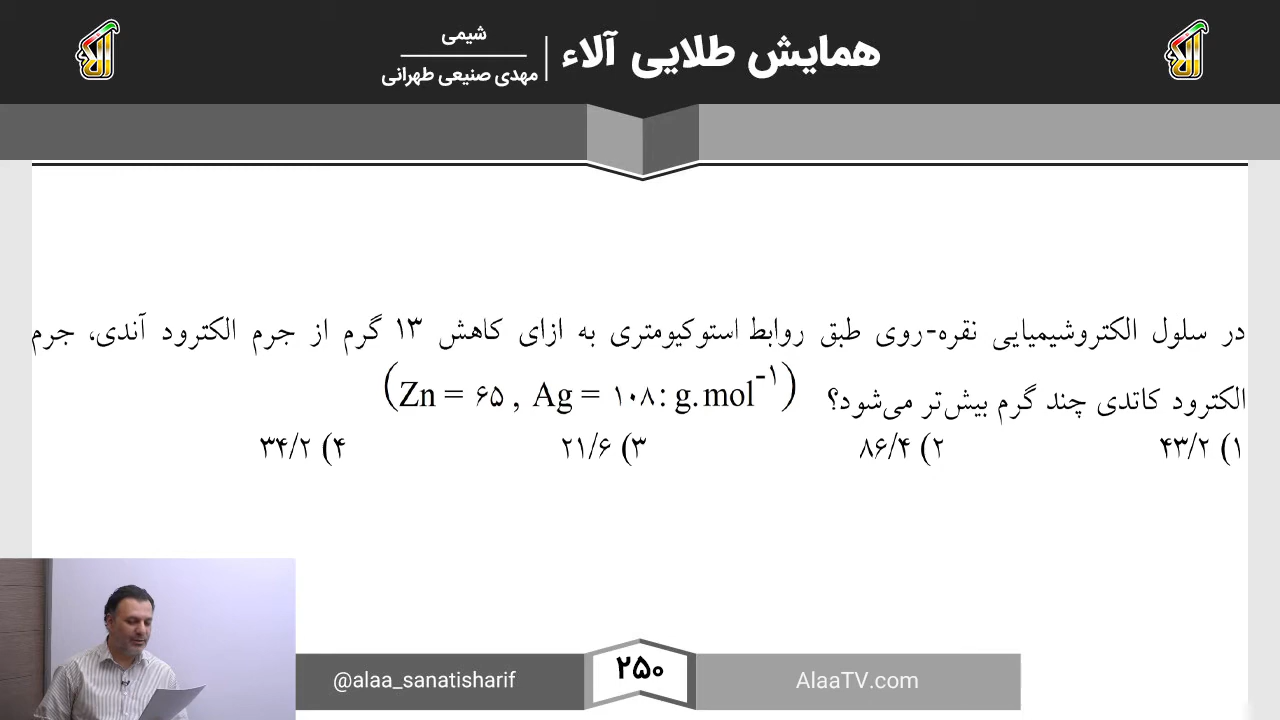 همایش طلایی آلاء
شیمی
مهدی صنیعی طهرانی
در سلول الکتروشیمیایی نقره-روی طبق روابط استوکیومتری به ازای کاهش ۱۳ گرم از جرم الکترود آندی، جرم
الکترود کاتدی چند گرم بیش‌تر می‌شود؟ (Zn = ۶۵ , Ag = ۱۰۸ : g.mol⁻¹)
۱) ۴۳/۲ ۲) ۸۶/۴ ۳) ۲۱/۶ ۴) ۳۴/۲
@alaa_sanatisharif
۲۵۰
AlaaTV.com